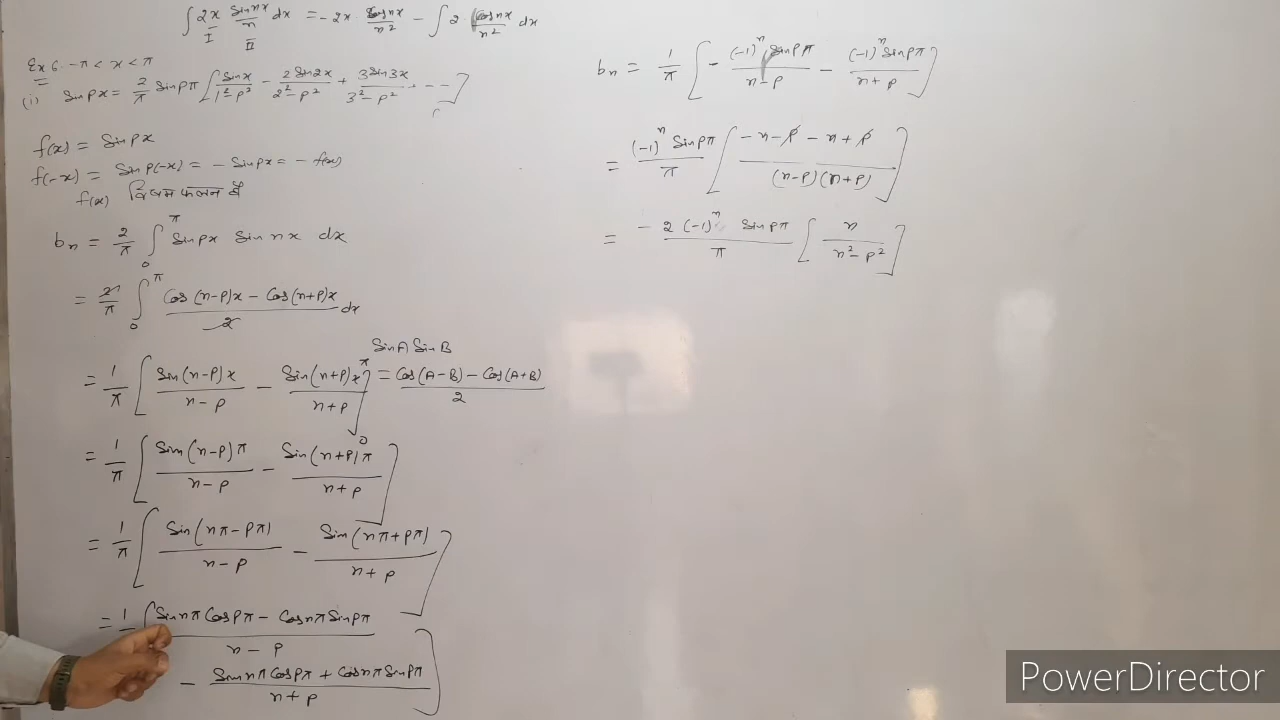 ∫ 2x sin nx/n dx = - 2x · cos nx/n² - ∫ 2 · cos nx/n² dx
I II
Ex 6. -π < x < π
(i) Sin px = 2/π Sin pπ [ Sin x/1²-p² - 2 Sin 2x/2²-p² + 3 Sin 3x/3²-p² - -- ]
f(x) = Sin px
f(-x) = Sin p(-x) = - Sin px = - f(x)
f(x) विषम फलन है
bn = 2/π ∫₀^π Sin px Sin nx dx
= 2/π ∫₀^π Cos (n-p)x - Cos (n+p)x / 2 dx
Sin A Sin B
= 1/π [ Sin (n-p)x / n-p - Sin (n+p)x / n+p ]₀^π = Cos (A-B) - Cos (A+B) / 2
= 1/π [ Sin (n-p)π / n-p - Sin (n+p)π / n+p ]
= 1/π [ Sin (nπ-pπ) / n-p - Sin (nπ+pπ) / n+p ]
= 1 [ Sin nπ Cos pπ - Cos nπ Sin pπ / n-p
- Sin nπ Cos pπ + Cos nπ Sin pπ / n+p ]
bn = 1/π [ - (-1)ⁿ Sin pπ / n-p - (-1)ⁿ Sin pπ / n+p ]
= (-1)ⁿ Sin pπ / π [ -n-p-n+p / (n-p)(n+p) ]
= - 2 (-1)ⁿ Sin pπ / π [ n / n²-p² ]
PowerDirector